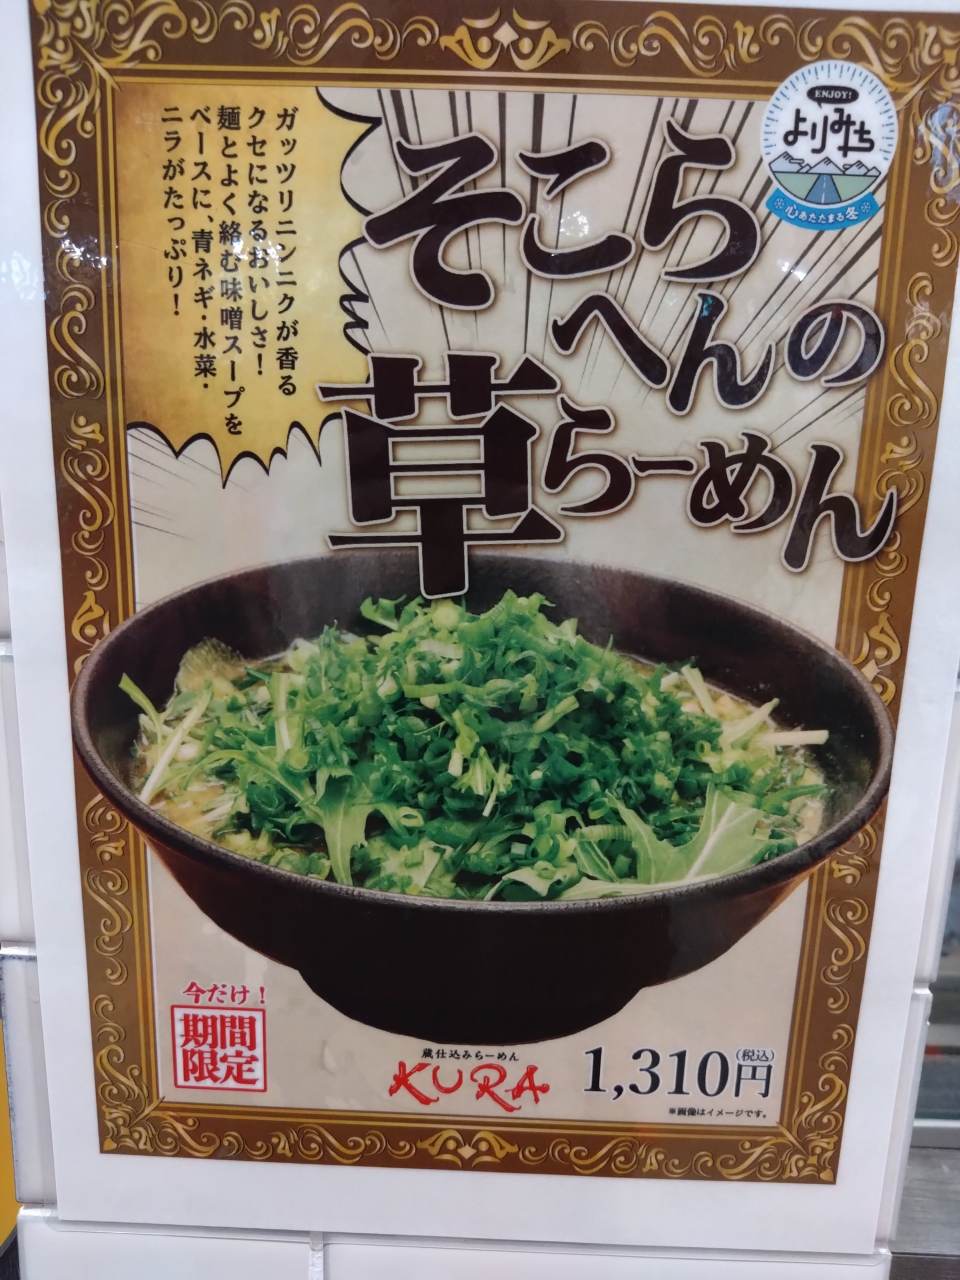 ENJOY!
よりみち
心あたたまる冬
そこら
へんの
草らーめん
ガッツリニンニクが香る
クセになるおいしさ！
麺とよく絡む味噌スープを
ベースに、青ネギ・水菜・
ニラがたっぷり！
今だけ！
期間
限定
蔵仕込みらーめん
KURA
1,310円(税込)
※画像はイメージです。